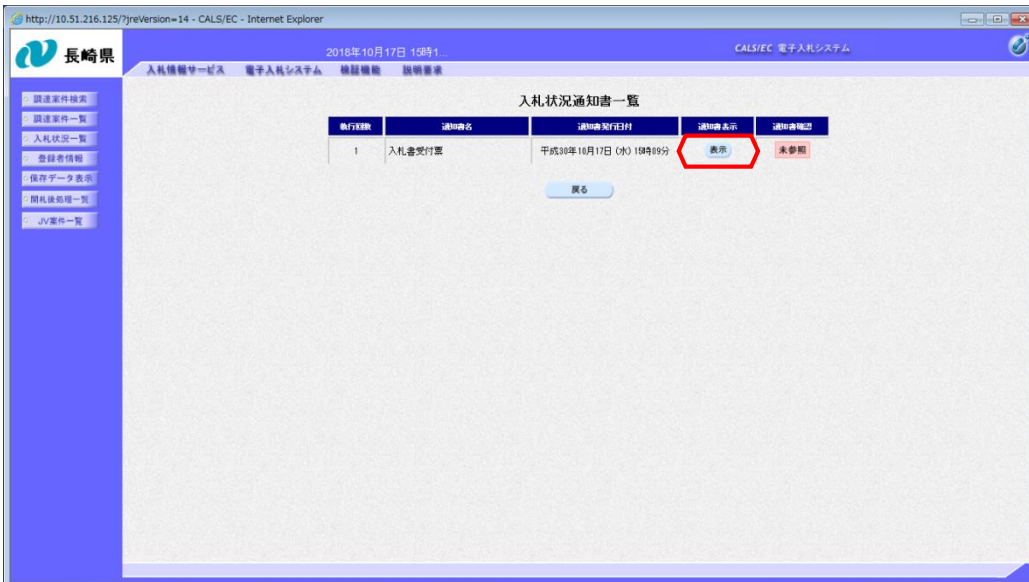 http://10.51.216.125/?jreVersion=14 - CALS/EC - Internet Explorer
長崎県
2018年10月17日 15時1...
CALS/EC 電子入札システム
入札情報サービス 電子入札システム 検証機能 説明要求
調達案件検索
調達案件一覧
入札状況一覧
登録者情報
保存データ表示
開札後処理一覧
JV案件一覧
入札状況通知書一覧
執行回数 通知書名 通知書発行日付 通知書表示 通知書確認
1 入札書受付票 平成30年10月17日 (水) 15時09分 表示 未参照
戻る